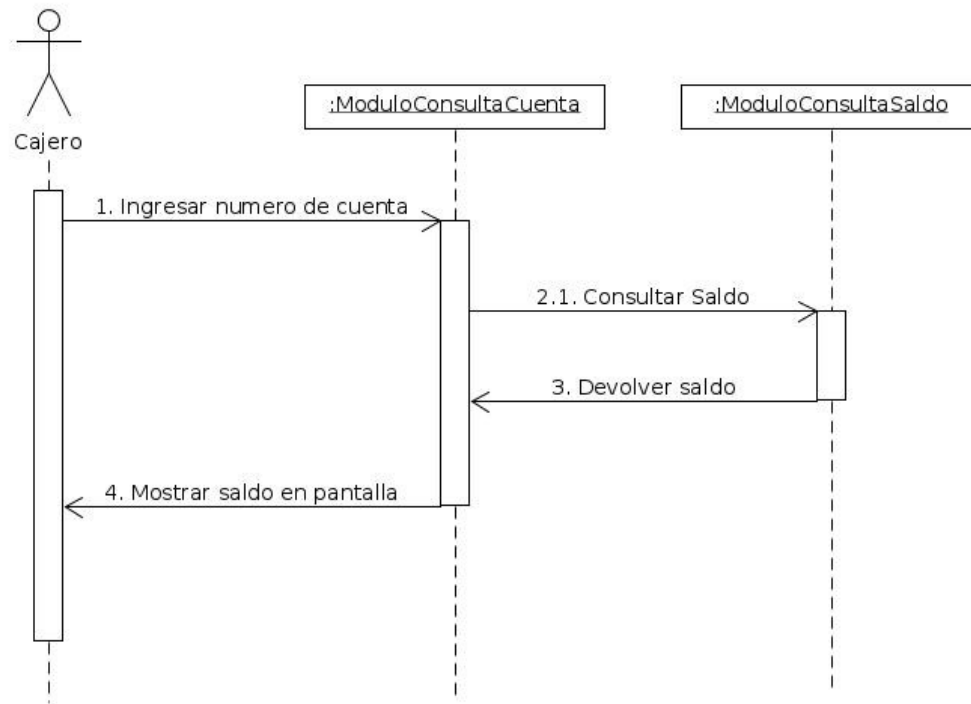 Cajero
:ModuloConsultaCuenta
:ModuloConsultaSaldo
1. Ingresar numero de cuenta
2.1. Consultar Saldo
3. Devolver saldo
4. Mostrar saldo en pantalla